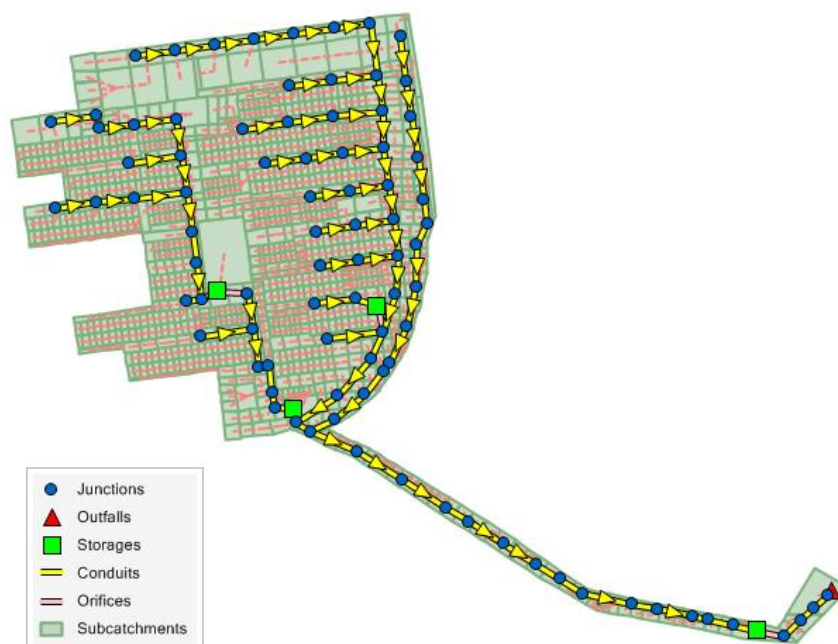 Junctions
Outfalls
Storages
Conduits
Orifices
Subcatchments